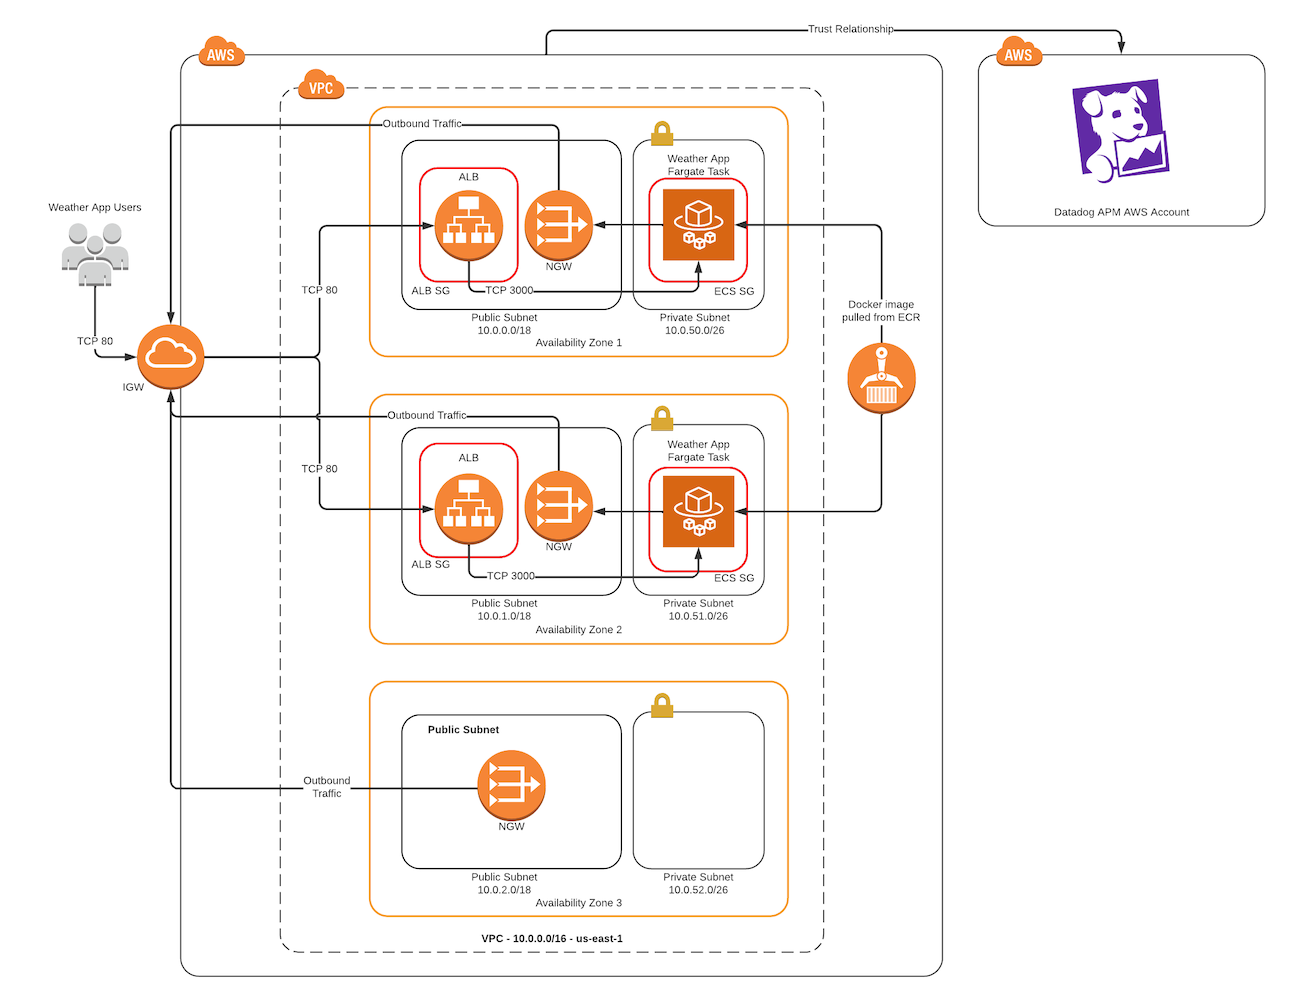 Trust Relationship
AWS
AWS
VPC
Outbound Traffic
Weather App
Fargate Task
ALB
Weather App Users
Datadog APM AWS Account
NGW
TCP 80
ALB SG
TCP 3000
ECS SG
Docker image
pulled from ECR
Public Subnet
10.0.0.0/18
Private Subnet
10.0.50.0/26
TCP 80
Availability Zone 1
IGW
Outbound Traffic
Weather App
Fargate Task
ALB
TCP 80
NGW
ALB SG
TCP 3000
ECS SG
Public Subnet
10.0.1.0/18
Private Subnet
10.0.51.0/26
Availability Zone 2
Public Subnet
Outbound
Traffic
NGW
Public Subnet
10.0.2.0/18
Private Subnet
10.0.52.0/26
Availability Zone 3
VPC - 10.0.0.0/16 - us-east-1